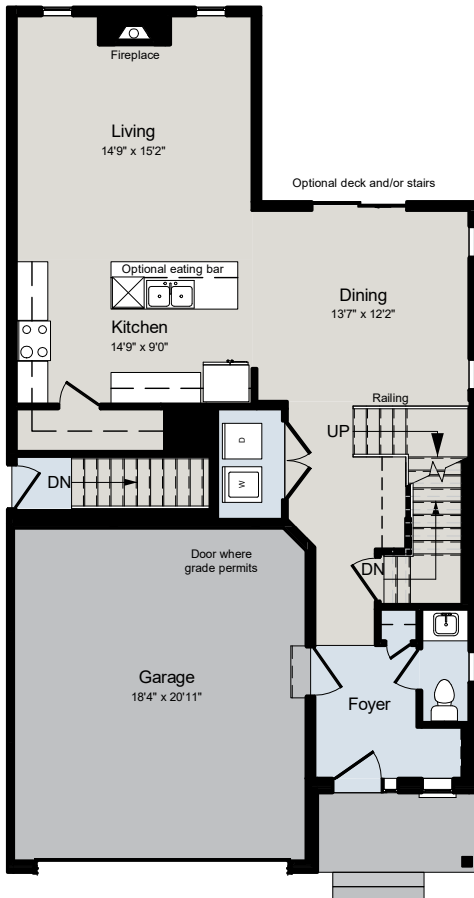 Fireplace
Living
14'9" x 15'2"
Optional deck and/or stairs
Optional eating bar
Dining
13'7" x 12'2"
Kitchen
14'9" x 9'0"
Railing
UP
D
W
DN
Door where
grade permits
DN
Garage
18'4" x 20'11"
Foyer